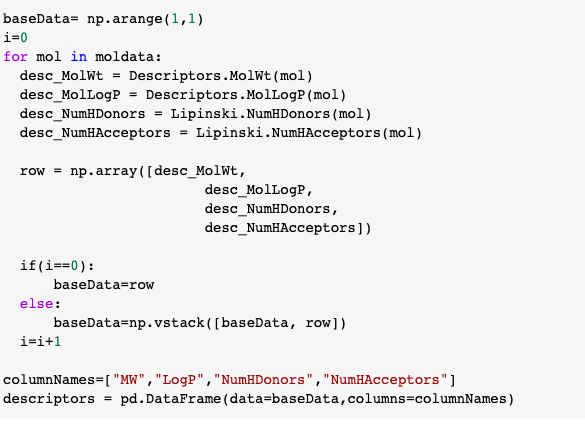 baseData= np.arange(1,1)
i=0
for mol in moldata:
  desc_MolWt = Descriptors.MolWt(mol)
  desc_MolLogP = Descriptors.MolLogP(mol)
  desc_NumHDonors = Lipinski.NumHDonors(mol)
  desc_NumHAcceptors = Lipinski.NumHAcceptors(mol)

  row = np.array([desc_MolWt,
                        desc_MolLogP,
                        desc_NumHDonors,
                        desc_NumHAcceptors])

  if(i==0):
      baseData=row
  else:
      baseData=np.vstack([baseData, row])
  i=i+1

columnNames=["MW","LogP","NumHDonors","NumHAcceptors"]
descriptors = pd.DataFrame(data=baseData,columns=columnNames)